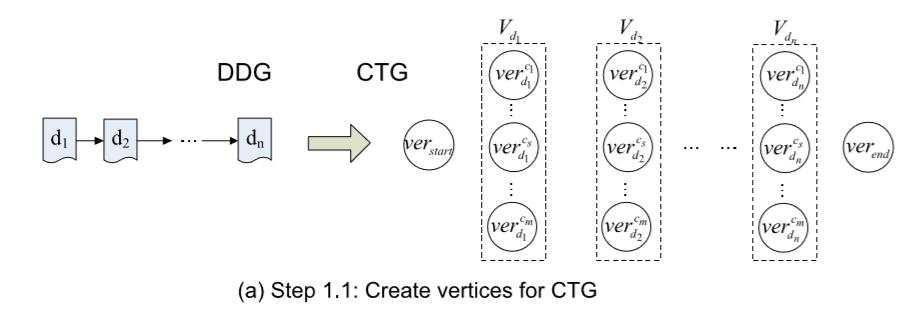 V_{d_1} V_{d_2} V_{d_n}
DDG CTG
ver_{d_1}^{c_1} ver_{d_2}^{c_1} ver_{d_n}^{c_1}
⋮ ⋮ ⋮
d_1 d_2 ... d_n ver_{start} ver_{d_1}^{c_s} ver_{d_2}^{c_s} ... ... ver_{d_n}^{c_s} ver_{end}
⋮ ⋮ ⋮
ver_{d_1}^{c_m} ver_{d_2}^{c_m} ver_{d_n}^{c_m}
(a) Step 1.1: Create vertices for CTG